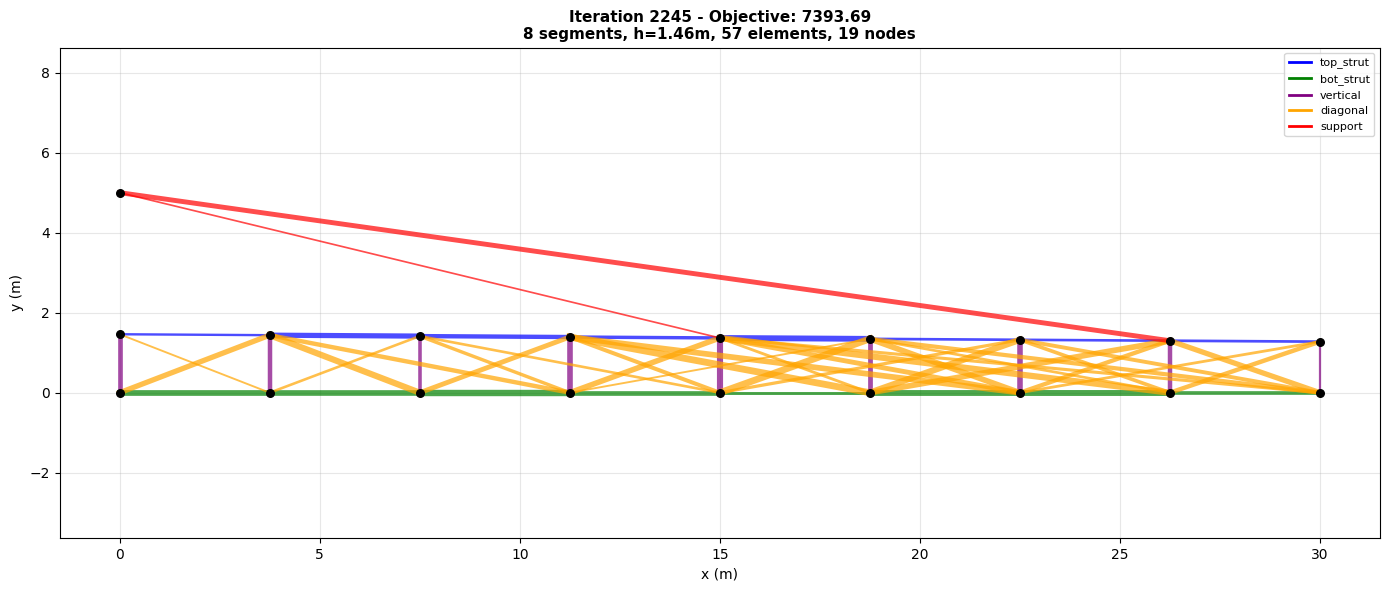 Iteration 2245 - Objective: 7393.69
8 segments, h=1.46m, 57 elements, 19 nodes
top_strut
bot_strut
vertical
diagonal
support
y (m)
8
6
4
2
0
−2
0
5
10
15
20
25
30
x (m)